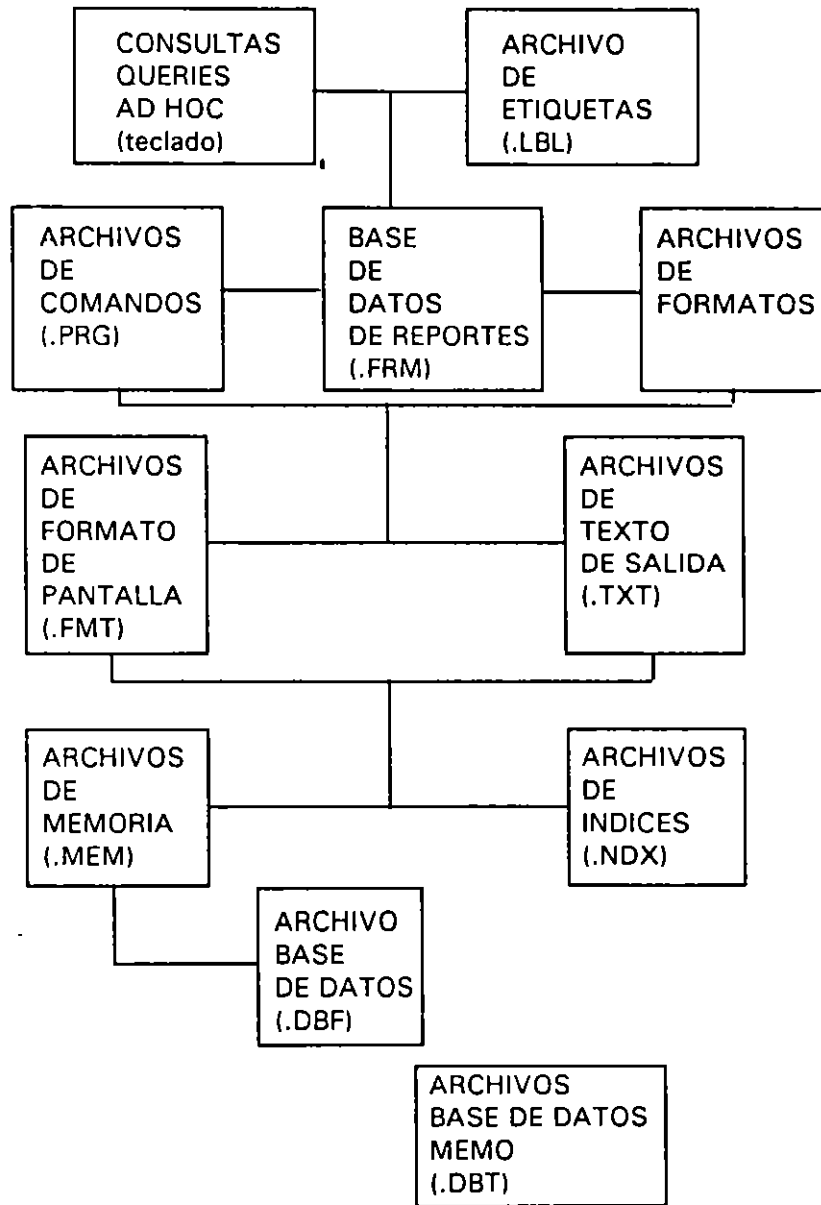 CONSULTAS
QUERIES
AD HOC
(teclado)
ARCHIVO
DE
ETIQUETAS
(.LBL)
ARCHIVOS
DE
COMANDOS
(.PRG)
BASE
DE
DATOS
DE REPORTES
(.FRM)
ARCHIVOS
DE
FORMATOS
ARCHIVOS
DE
FORMATO
DE
PANTALLA
(.FMT)
ARCHIVOS
DE
TEXTO
DE SALIDA
(.TXT)
ARCHIVOS
DE
MEMORIA
(.MEM)
ARCHIVOS
DE
INDICES
(.NDX)
ARCHIVO
BASE
DE DATOS
(.DBF)
ARCHIVOS
BASE DE DATOS
MEMO
(.DBT)